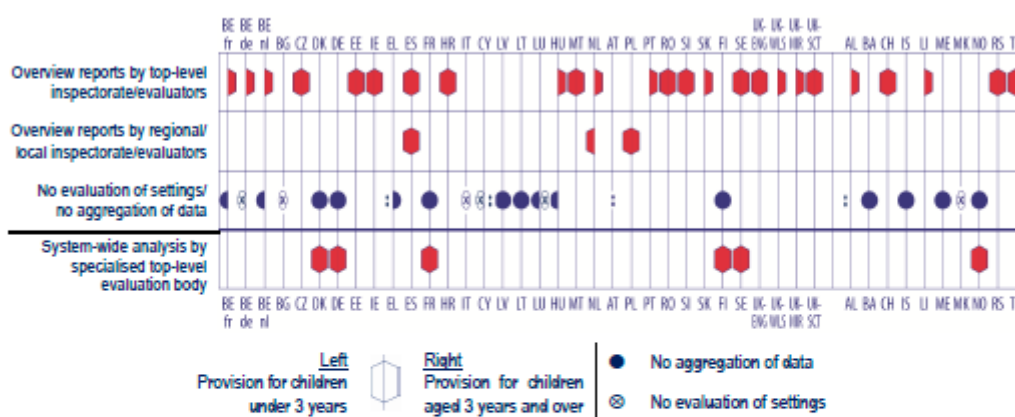 BE BE BE UK- UK- UK- UK-
fr de nl BG CZ DK DE EE IE EL ES FR HR IT CY LV LT LU HU MT NL AT PL PT RO SI SK FI SE ENG WLS NIR SCT AL BA CH IS LI ME MK NO RS T
Overview reports by top-level
inspectorate/evaluators
Overview reports by regional/
local inspectorate/evaluators
No evaluation of settings/
no aggregation of data
System-wide analysis by
specialised top-level
evaluation body
BE BE BE BG CZ DK DE EE IE EL ES FR HR IT CY LV LT LU HU MT NL AT PL PT RO SI SK FI SE UK- UK- UK- UK- AL BA CH IS LI ME MK NO RS T
fr de nl ENG WLS NIR SCT
Left Right No aggregation of data
Provision for children Provision for children
under 3 years aged 3 years and over No evaluation of settings